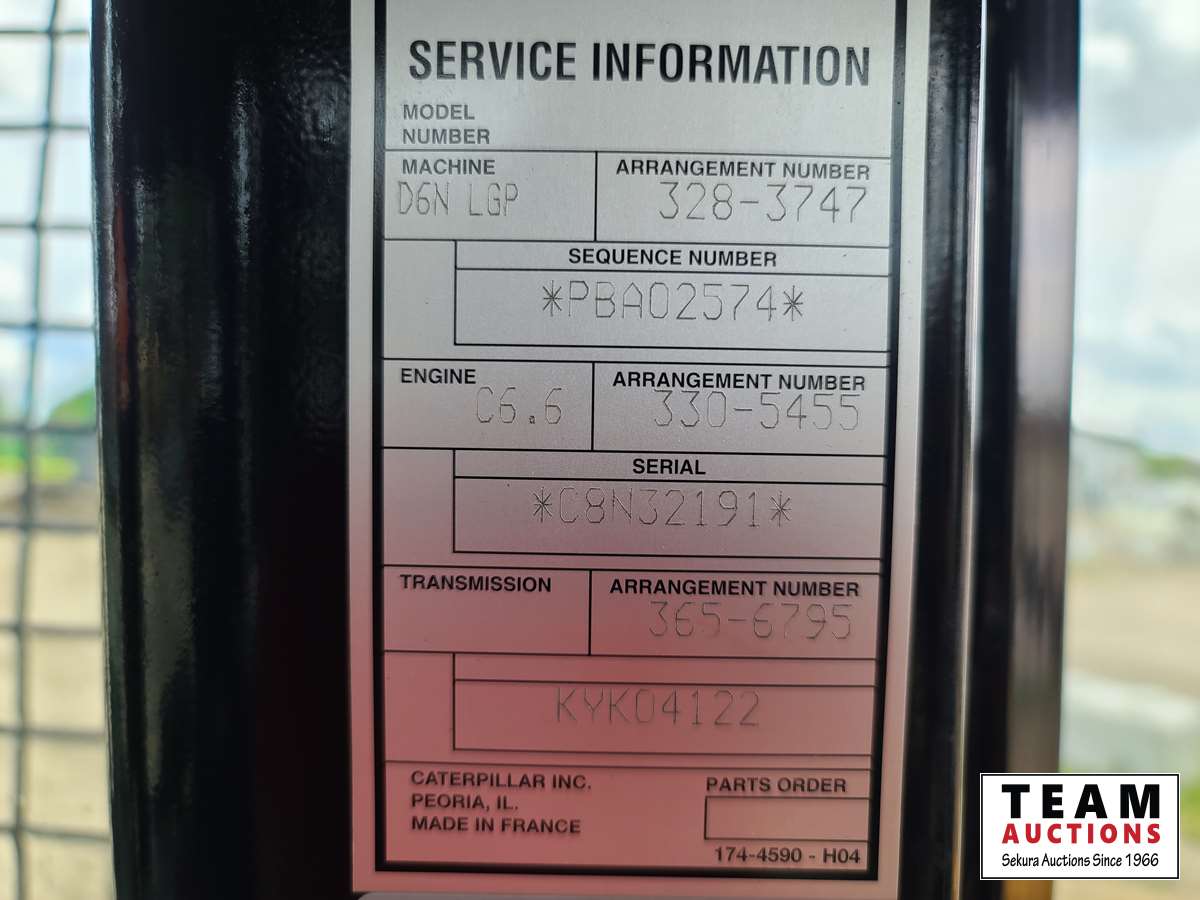 SERVICE INFORMATION
MODEL
NUMBER
MACHINE
D6N LGP
ARRANGEMENT NUMBER
328-3747
SEQUENCE NUMBER
*PBA02574*
ENGINE
C6.6
ARRANGEMENT NUMBER
330-5455
SERIAL
*C8N32191*
TRANSMISSION
ARRANGEMENT NUMBER
365-6795
KYK04122
CATERPILLAR INC.
PEORIA, IL.
MADE IN FRANCE
PARTS ORDER
174-4590 - H04
TEAM
AUCTIONS
Sekura Auctions Since 1966